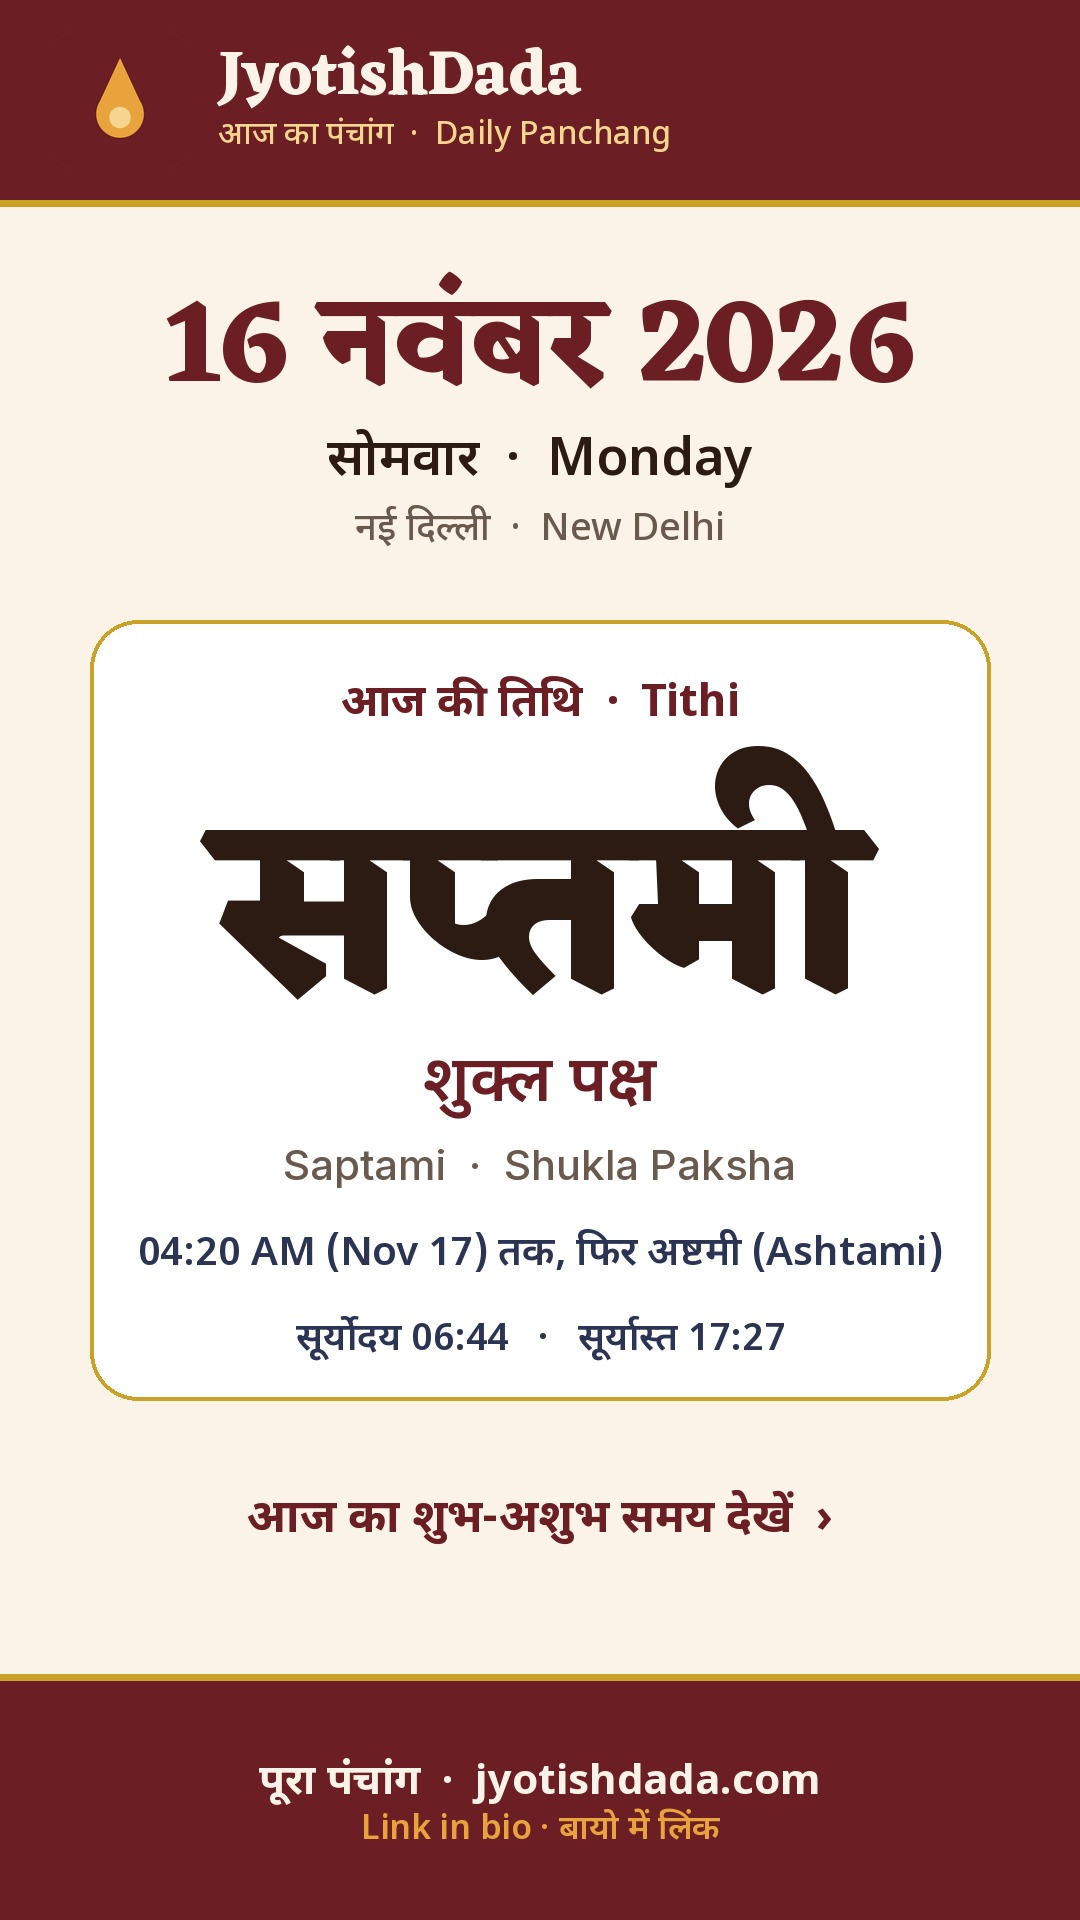 JyotishDada
आज का पंचांग · Daily Panchang
16 नवंबर 2026
सोमवार · Monday
नई दिल्ली · New Delhi
आज की तिथि · Tithi
सप्तमी
शुक्ल पक्ष
Saptami · Shukla Paksha
04:20 AM (Nov 17) तक, फिर अष्टमी (Ashtami)
सूर्योदय 06:44 · सूर्यास्त 17:27
आज का शुभ-अशुभ समय देखें ›
पूरा पंचांग · jyotishdada.com
Link in bio · बायो में लिंक